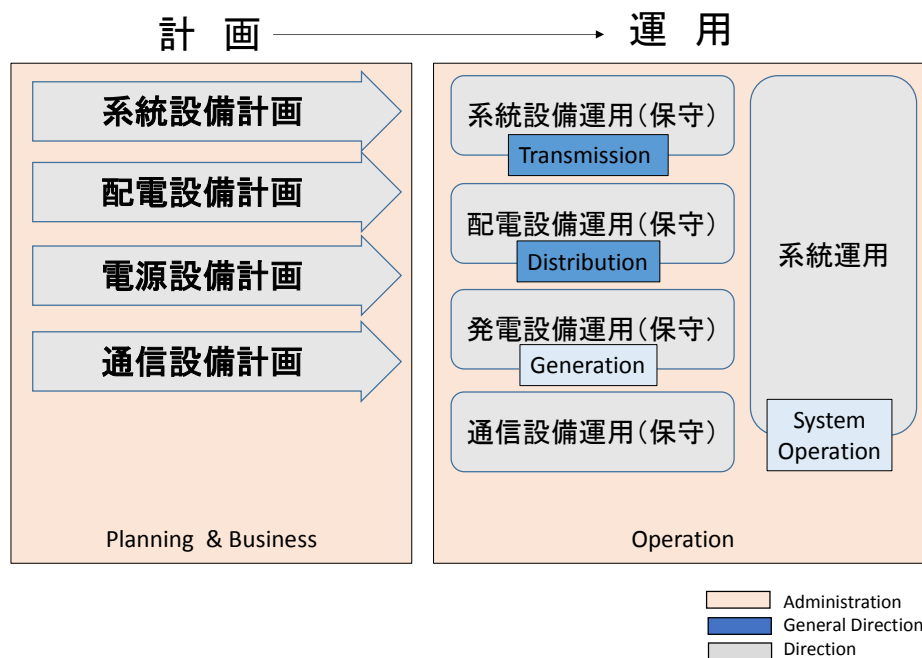 計 画
運 用
系統設備計画
配電設備計画
電源設備計画
通信設備計画
Planning & Business
系統設備運用(保守)
Transmission
配電設備運用(保守)
Distribution
発電設備運用(保守)
Generation
通信設備運用(保守)
系統運用
System
Operation
Operation
Administration
General Direction
Direction